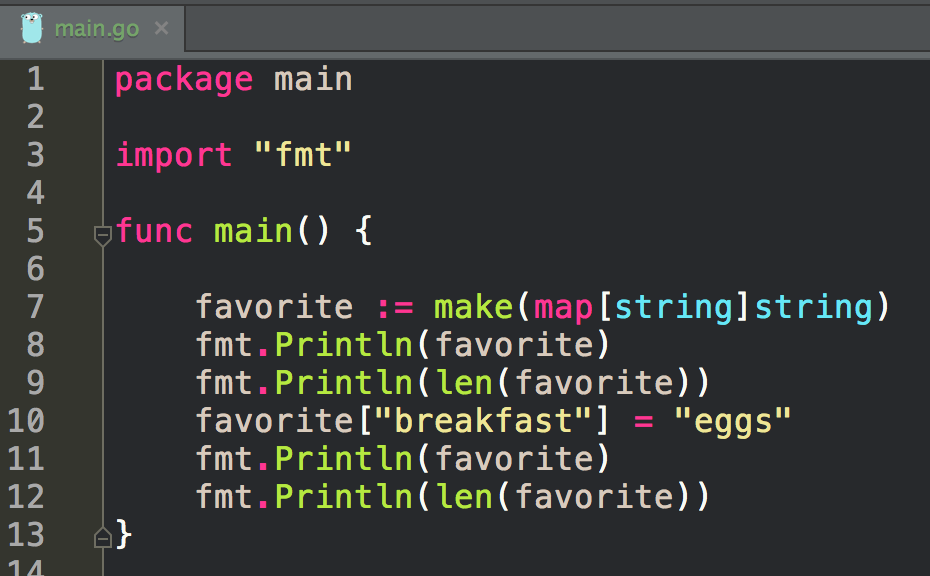 main.go ×
1 package main
2
3 import "fmt"
4
5 func main() {
6
7     favorite := make(map[string]string)
8     fmt.Println(favorite)
9     fmt.Println(len(favorite))
10     favorite["breakfast"] = "eggs"
11     fmt.Println(favorite)
12     fmt.Println(len(favorite))
13 }
14